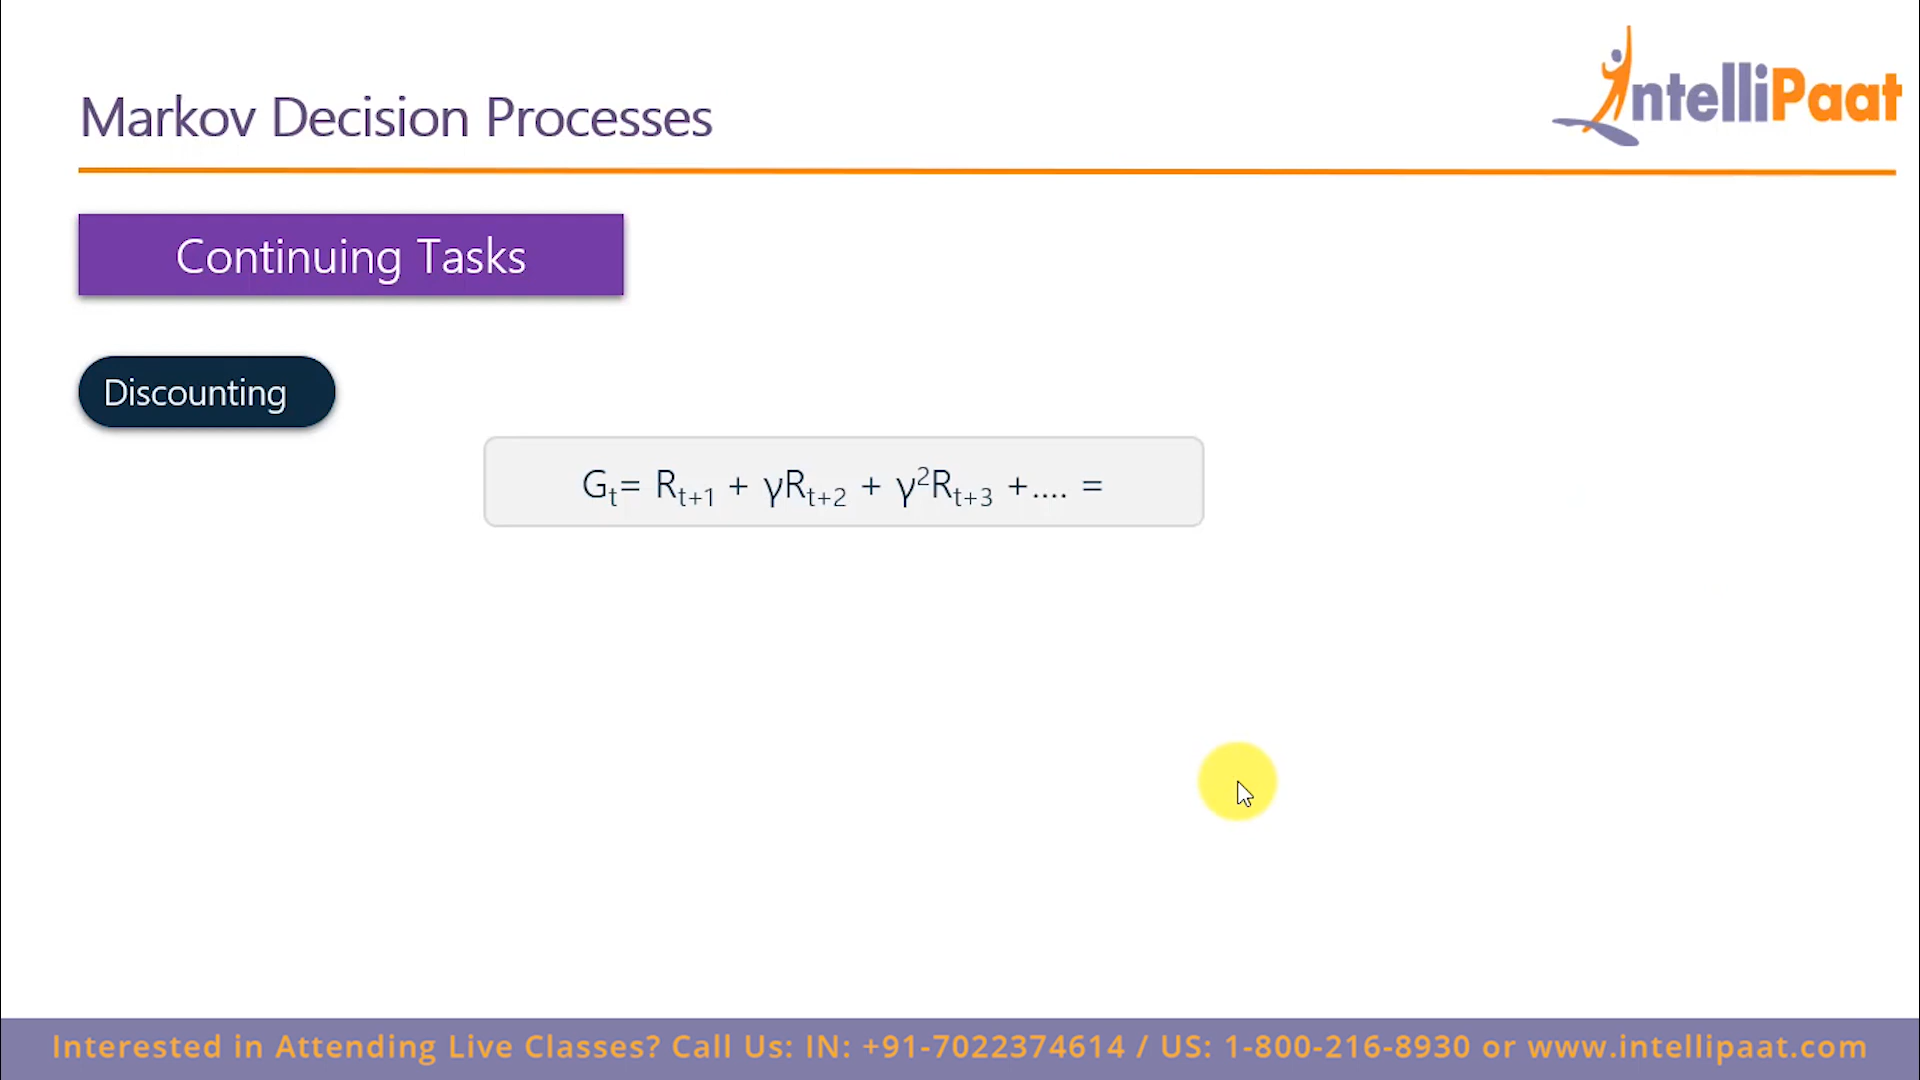 IntelliPaat
Markov Decision Processes
Continuing Tasks
Discounting
Gₜ= Rₜ₊₁ + γRₜ₊₂ + γ²Rₜ₊₃ +.... =
Interested in Attending Live Classes? Call Us: IN: +91-7022374614 / US: 1-800-216-8930 or www.intellipaat.com